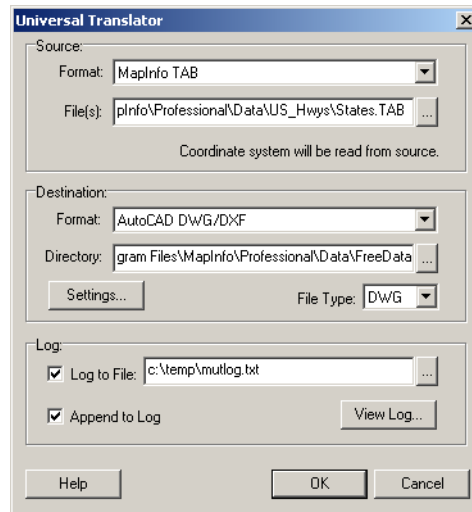 Universal Translator
Source:
Format: MapInfo TAB
File(s): pInfo\Professional\Data\US_Hwys\States.TAB ...
Coordinate system will be read from source.
Destination:
Format: AutoCAD DWG/DXF
Directory: gram Files\MapInfo\Professional\Data\FreeData ...
Settings... File Type: DWG
Log:
Log to File: c:\temp\mutlog.txt ...
Append to Log View Log...
Help OK Cancel